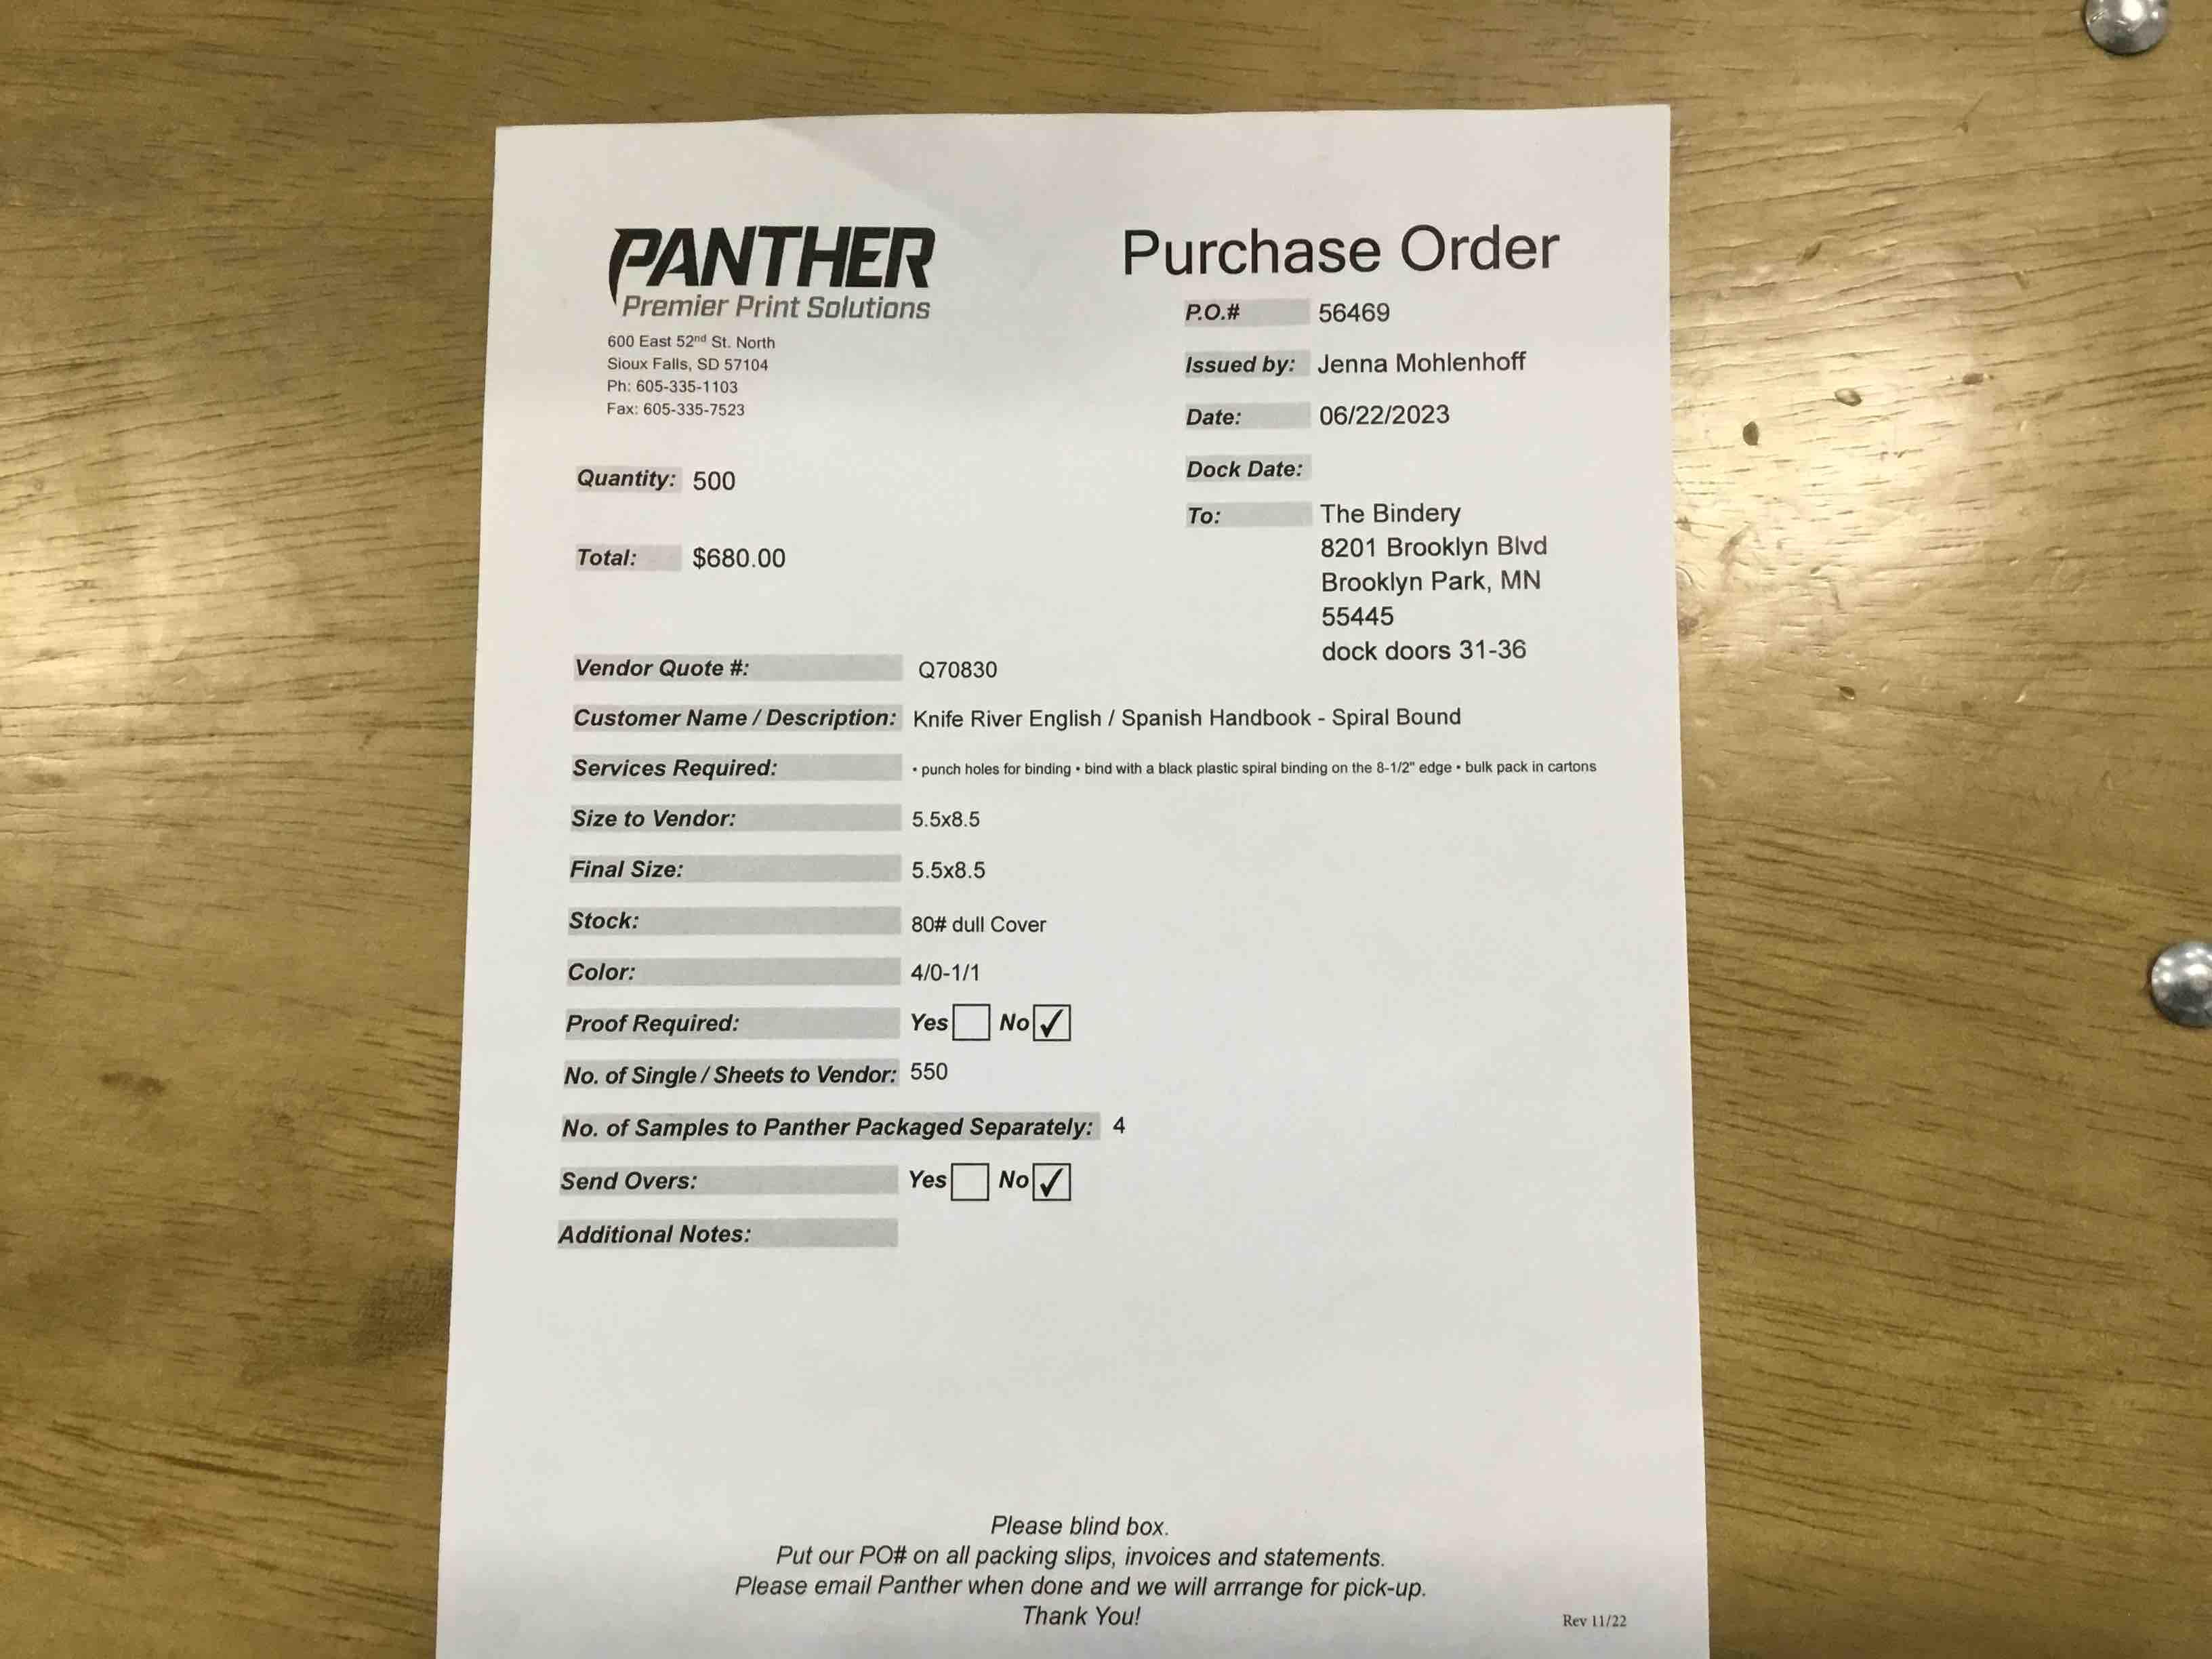 PANTHER
Premier Print Solutions
600 East 52nd St. North
Sioux Falls, SD 57104
Ph: 605-335-1103
Fax: 605-335-7523
Purchase Order
P.O.# 56469
Issued by: Jenna Mohlenhoff
Date: 06/22/2023
Dock Date:
To: The Bindery
8201 Brooklyn Blvd
Brooklyn Park, MN
55445
dock doors 31-36
Quantity: 500
Total: $680.00
Vendor Quote #: Q70830
Customer Name / Description: Knife River English / Spanish Handbook - Spiral Bound
Services Required: • punch holes for binding • bind with a black plastic spiral binding on the 8-1/2" edge • bulk pack in cartons
Size to Vendor: 5.5x8.5
Final Size: 5.5x8.5
Stock: 80# dull Cover
Color: 4/0-1/1
Proof Required: Yes No ✓
No. of Single / Sheets to Vendor: 550
No. of Samples to Panther Packaged Separately: 4
Send Overs: Yes No ✓
Additional Notes:
Please blind box.
Put our PO# on all packing slips, invoices and statements.
Please email Panther when done and we will arrrange for pick-up.
Thank You!
Rev 11/22